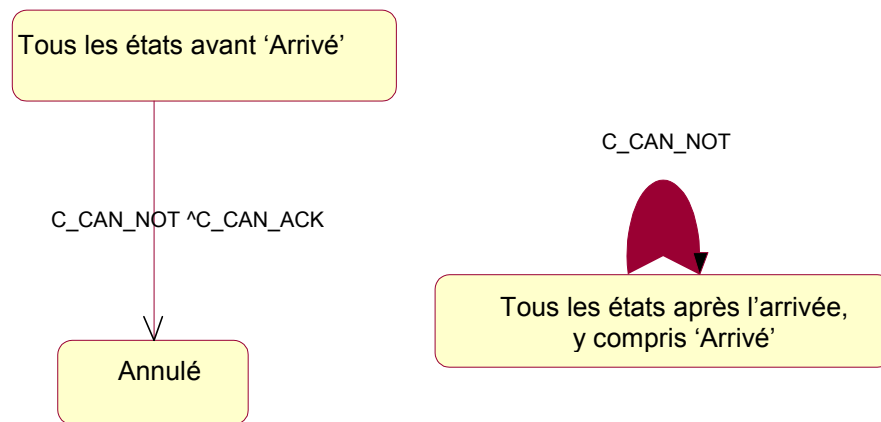 Tous les états avant ‘Arrivé’
C_CAN_NOT ^C_CAN_ACK
Annulé
C_CAN_NOT
Tous les états après l’arrivée,
y compris ‘Arrivé’